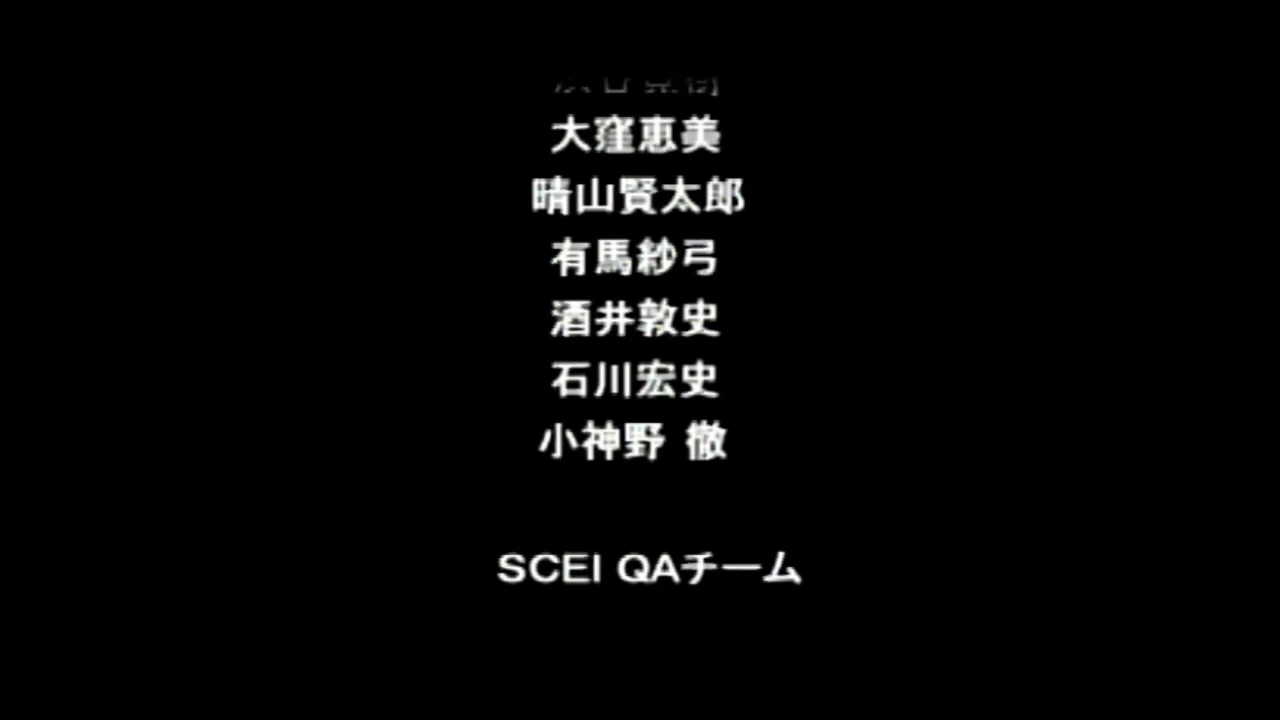 大窪恵美
晴山賢太郎
有馬紗弓
酒井敦史
石川宏史
小神野 徹
SCEI QAチーム